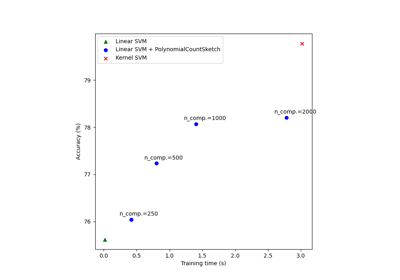 Linear SVM
Linear SVM + PolynomialCountSketch
Kernel SVM
79
n_comp.=2000
n_comp.=1000
78
Accuracy (%)
n_comp.=500
77
n_comp.=250
76
0.0 0.5 1.0 1.5 2.0 2.5 3.0
Training time (s)